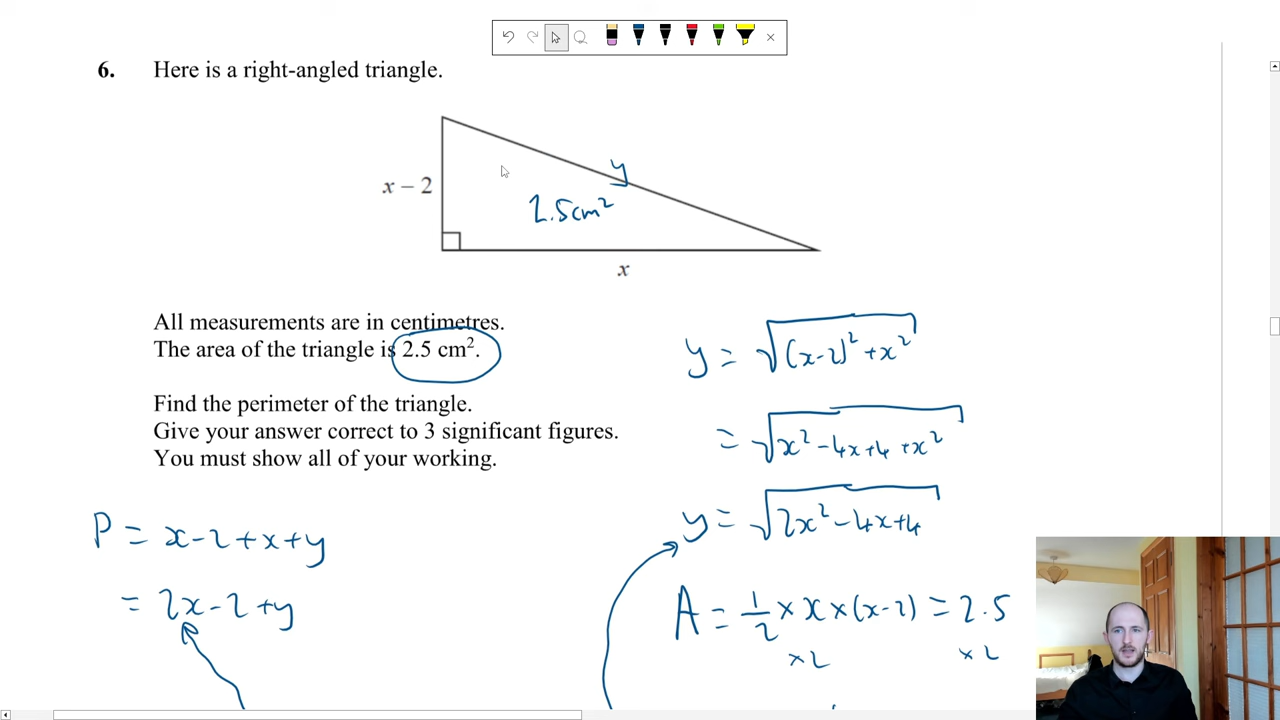 6. Here is a right-angled triangle.
y
x – 2
2.5cm²
x
All measurements are in centimetres.
The area of the triangle is 2.5 cm².
Find the perimeter of the triangle.
Give your answer correct to 3 significant figures.
You must show all of your working.
P = x-2+x+y
= 2x-2+y
y = √(x-2)²+x²
= √x²-4x+4+x²
y = √2x²-4x+4
A = 1/2 × x × (x-2) = 2.5
×2 ×2